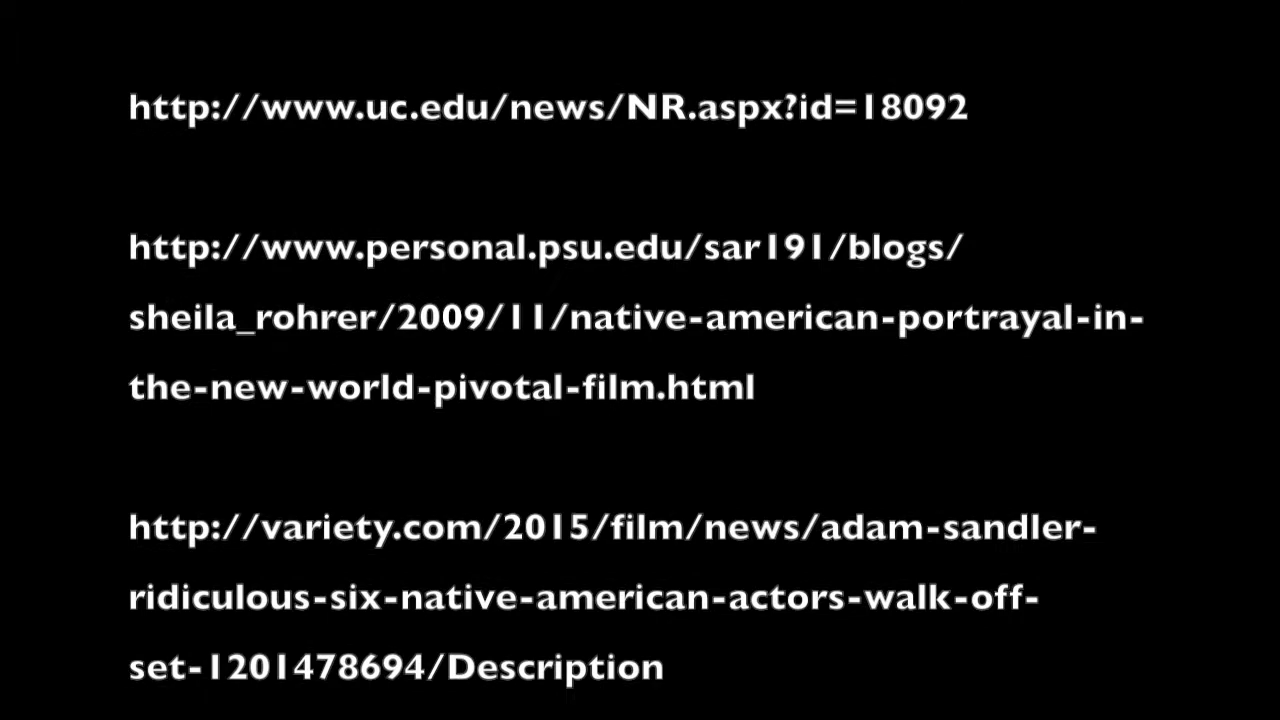 http://www.uc.edu/news/NR.aspx?id=18092
http://www.personal.psu.edu/sar191/blogs/
sheila_rohrer/2009/11/native-american-portrayal-in-
the-new-world-pivotal-film.html
http://variety.com/2015/film/news/adam-sandler-
ridiculous-six-native-american-actors-walk-off-
set-1201478694/Description